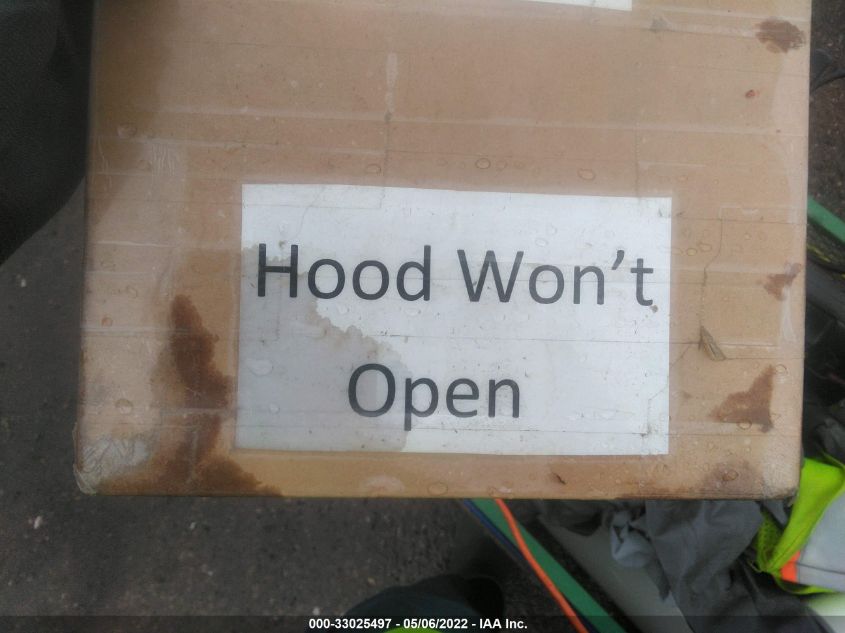 Hood Won’t
Open
000-33025497 - 05/06/2022 - IAA Inc.